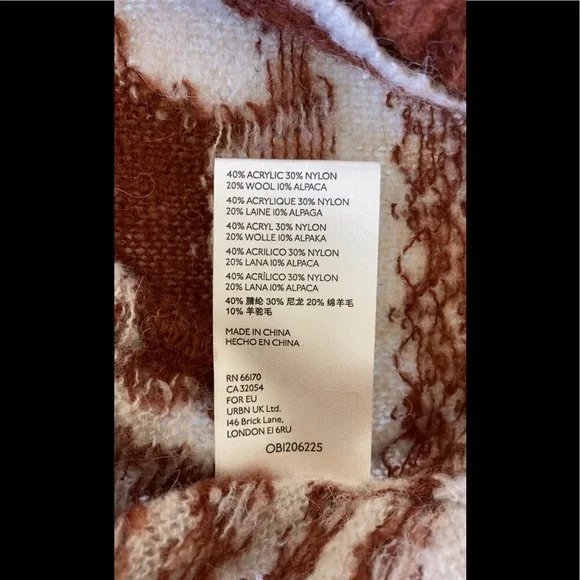 40% ACRYLIC 30% NYLON
20% WOOL 10% ALPACA
40% ACRYLIQUE 30% NYLON
20% LAINE 10% ALPAGA
40% ACRYL 30% NYLON
20% WOLLE 10% ALPAKA
40% ACRILICO 30% NYLON
20% LANA 10% ALPACA
40% ACRÍLICO 30% NYLON
20% LANA 10% ALPACA
40% 腈纶 30% 尼龙 20% 绵羊毛
10% 羊驼毛
MADE IN CHINA
HECHO EN CHINA
RN 66170
CA 32054
FOR EU
URBN UK Ltd.
146 Brick Lane,
LONDON E1 6RU
OB1206225